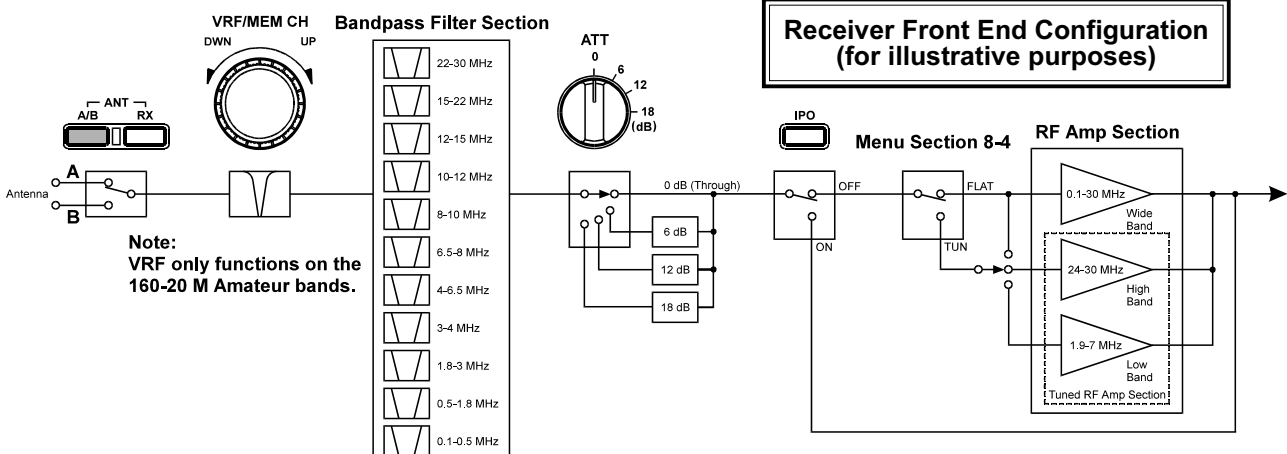 VRF/MEM CH
DWN UP
Bandpass Filter Section
ATT
0
6
12
18
(dB)
Receiver Front End Configuration
(for illustrative purposes)
ANT
A/B RX
IPO
Menu Section 8-4
RF Amp Section
Antenna
A
B
Note:
VRF only functions on the
160-20 M Amateur bands.
22-30 MHz
15-22 MHz
12-15 MHz
10-12 MHz
8-10 MHz
6.5-8 MHz
4-6.5 MHz
3-4 MHz
1.8-3 MHz
0.5-1.8 MHz
0.1-0.5 MHz
0 dB (Through)
6 dB
12 dB
18 dB
OFF
ON
FLAT
TUN
0.1-30 MHz
Wide
Band
24-30 MHz
High
Band
1.9-7 MHz
Low
Band
Tuned RF Amp Section